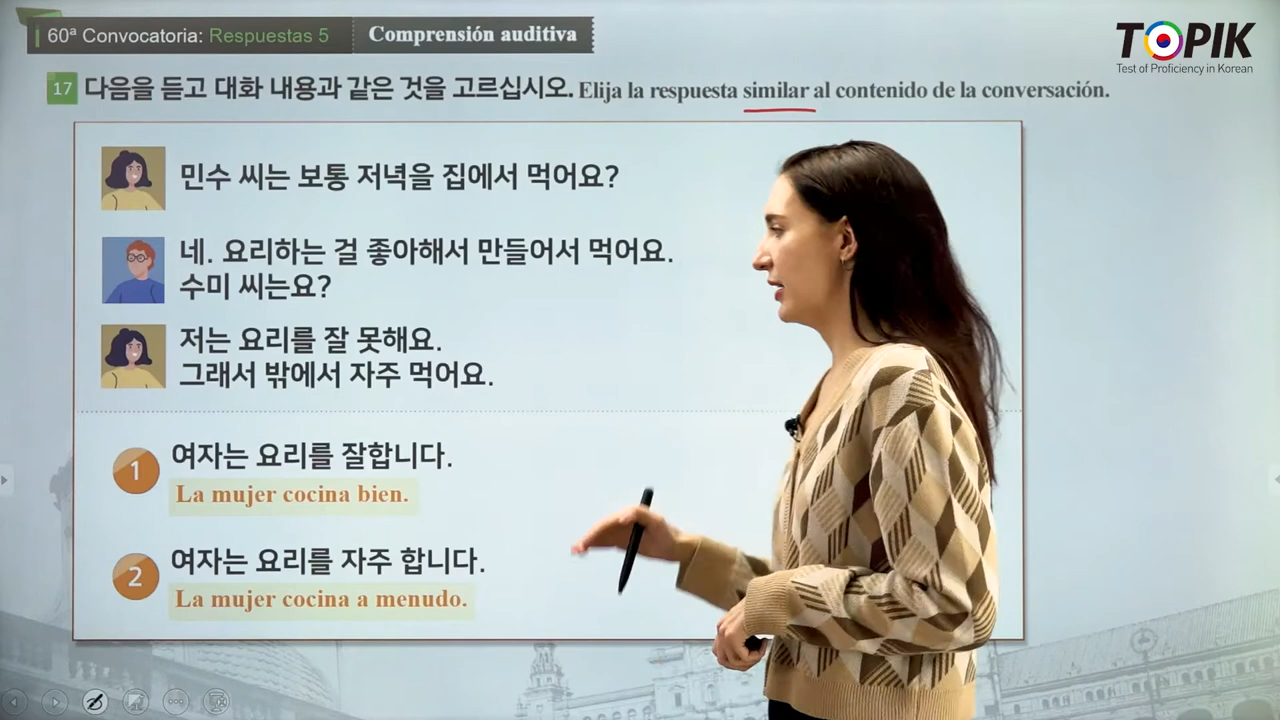 60ª Convocatoria: Respuestas 5 Comprensión auditiva
TOPIK
Test of Proficiency in Korean
17 다음을 듣고 대화 내용과 같은 것을 고르십시오. Elija la respuesta similar al contenido de la conversación.
민수 씨는 보통 저녁을 집에서 먹어요?
네. 요리하는 걸 좋아해서 만들어서 먹어요.
수미 씨는요?
저는 요리를 잘 못해요.
그래서 밖에서 자주 먹어요.
1 여자는 요리를 잘합니다.
La mujer cocina bien.
2 여자는 요리를 자주 합니다.
La mujer cocina a menudo.